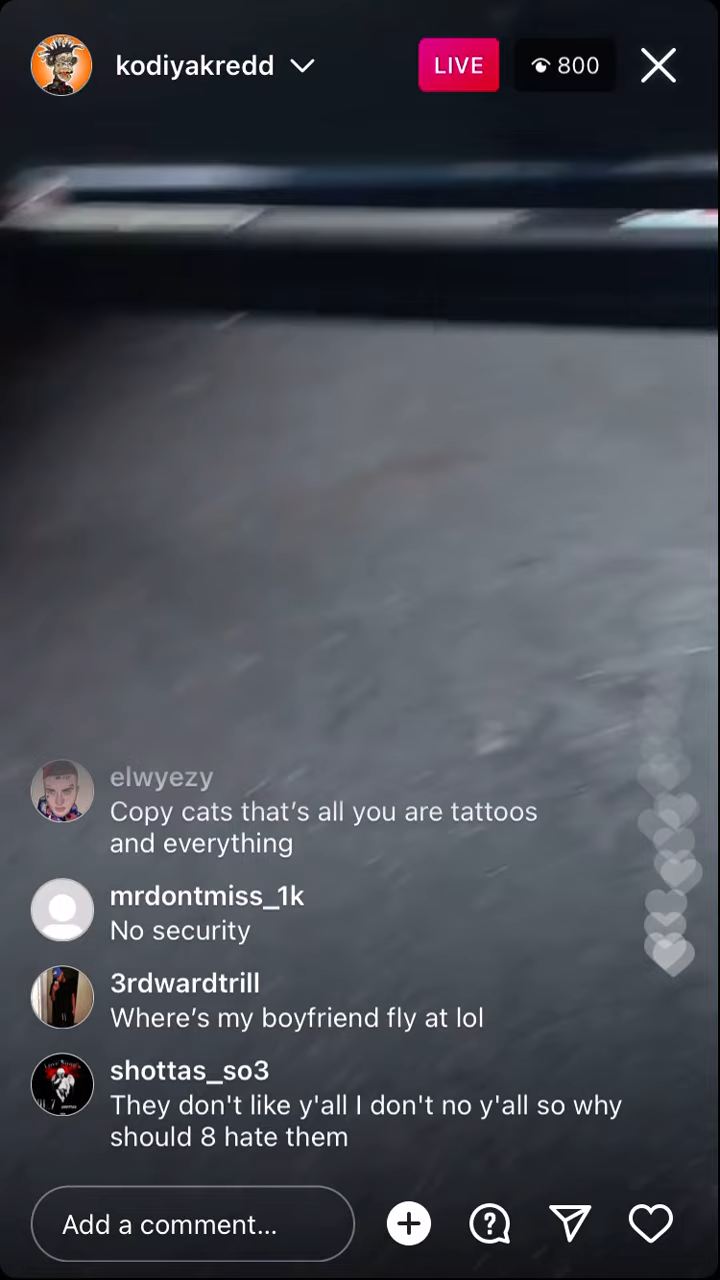 kodiyakredd
LIVE
800
elwyezy
Copy cats that’s all you are tattoos
and everything
mrdontmiss_1k
No security
3rdwardtrill
Where’s my boyfriend fly at lol
shottas_so3
They don't like y'all I don't no y'all so why
should 8 hate them
Add a comment...